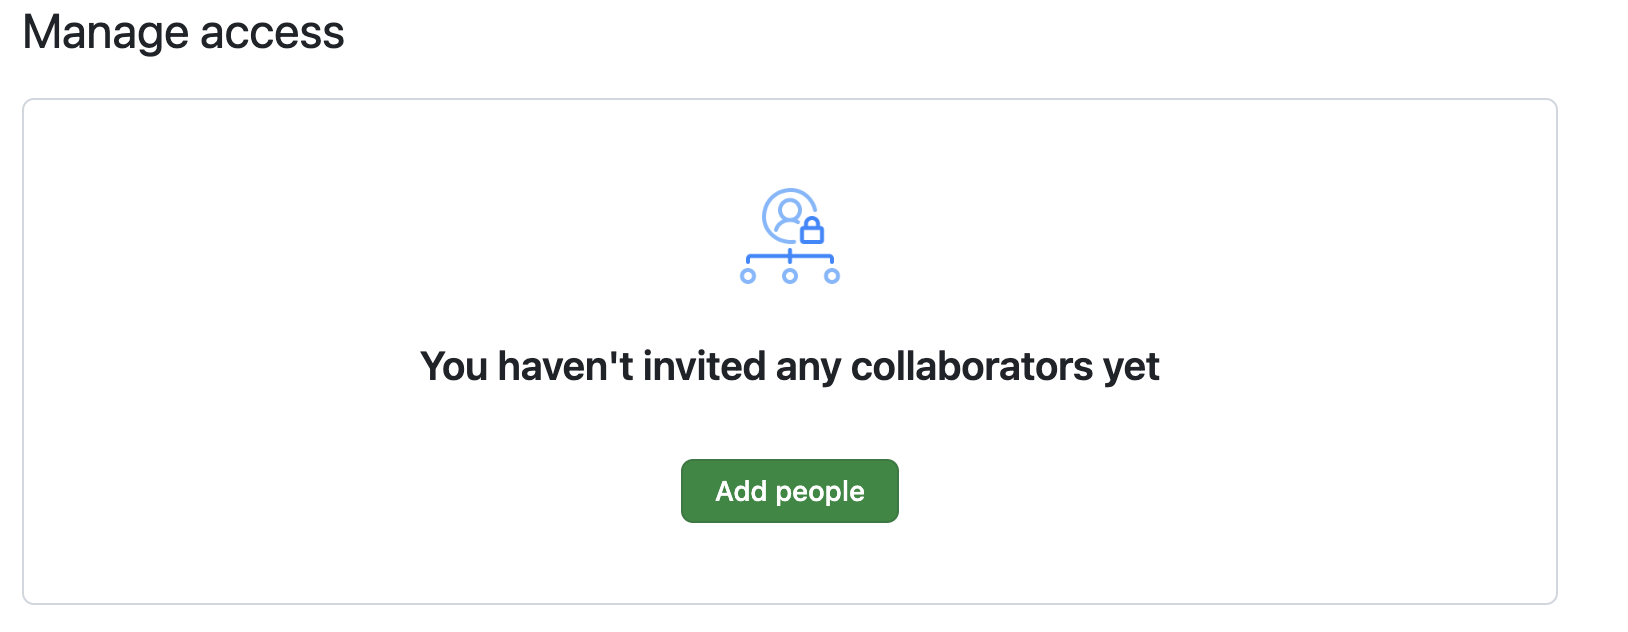 Manage access
You haven't invited any collaborators yet
Add people